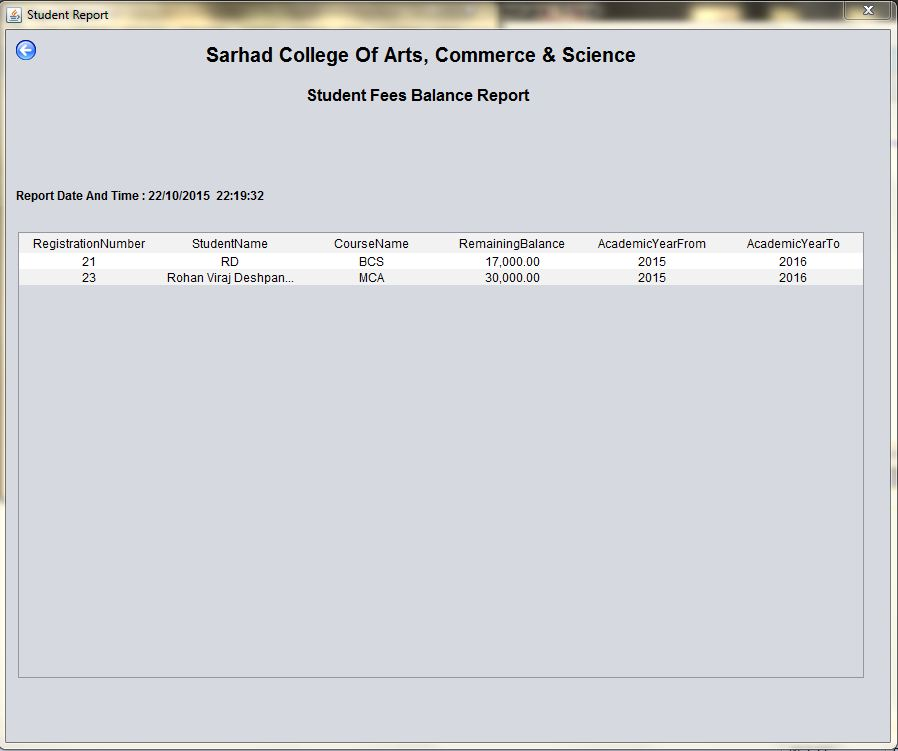 Student Report
Sarhad College Of Arts, Commerce & Science
Student Fees Balance Report
Report Date And Time : 22/10/2015 22:19:32
RegistrationNumber StudentName CourseName RemainingBalance AcademicYearFrom AcademicYearTo
21 RD BCS 17,000.00 2015 2016
23 Rohan Viraj Deshpan... MCA 30,000.00 2015 2016